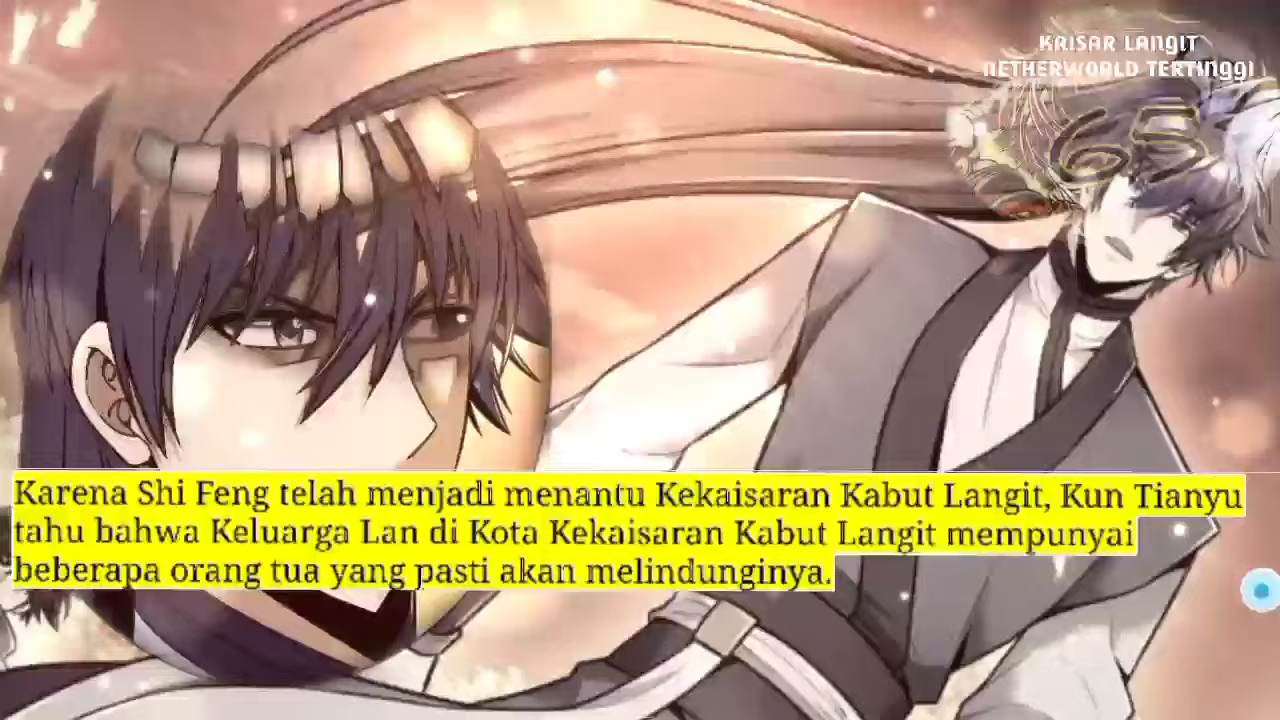 KAISAR LANGIT
NETHERWORLD TERTINGGI
65
Karena Shi Feng telah menjadi menantu Kekaisaran Kabut Langit, Kun Tianyu
tahu bahwa Keluarga Lan di Kota Kekaisaran Kabut Langit mempunyai
beberapa orang tua yang pasti akan melindunginya.